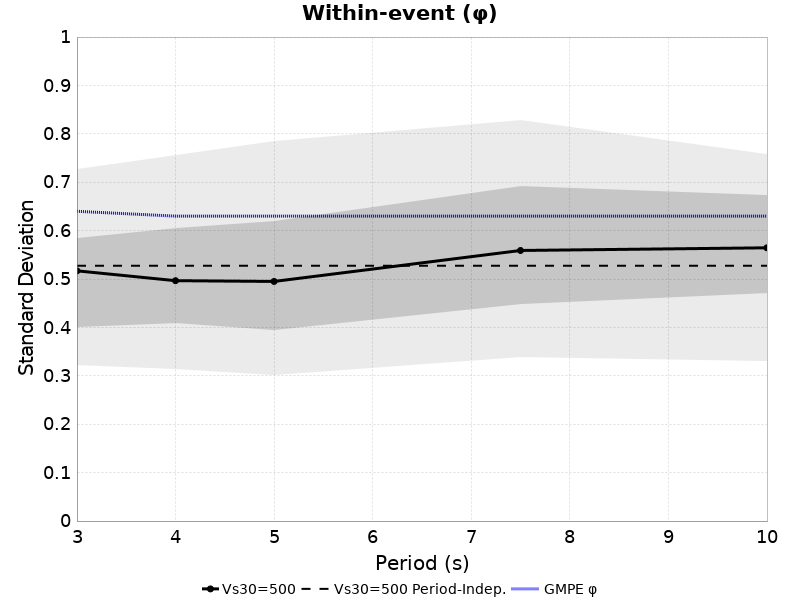 Within-event (φ)
1
0.9
0.8
0.7
0.6
0.5
0.4
0.3
0.2
0.1
0
Standard Deviation
3 4 5 6 7 8 9 10
Period (s)
Vs30=500 Vs30=500 Period-Indep. GMPE φ